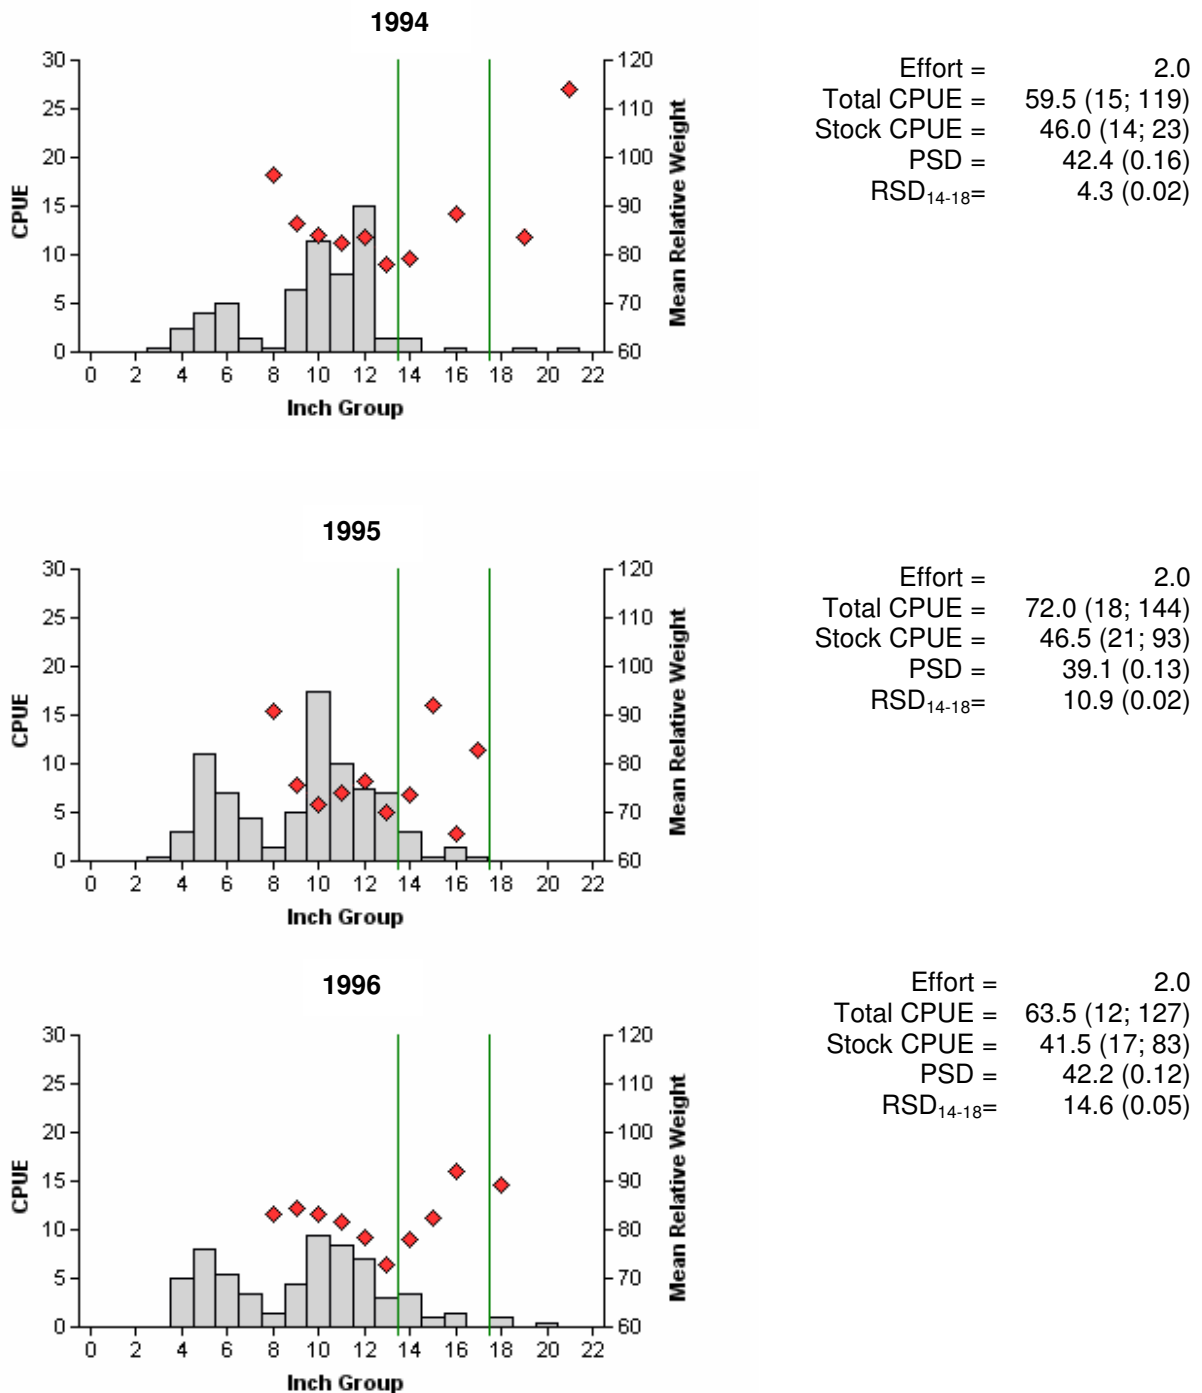 1994
30
25
20
15
10
5
0
CPUE
120
110
100
90
80
70
60
Mean Relative Weight
0 2 4 6 8 10 12 14 16 18 20 22
Inch Group
Effort = 2.0
Total CPUE = 59.5 (15; 119)
Stock CPUE = 46.0 (14; 23)
PSD = 42.4 (0.16)
RSD14-18= 4.3 (0.02)
1995
30
25
20
15
10
5
0
CPUE
120
110
100
90
80
70
60
Mean Relative Weight
0 2 4 6 8 10 12 14 16 18 20 22
Inch Group
Effort = 2.0
Total CPUE = 72.0 (18; 144)
Stock CPUE = 46.5 (21; 93)
PSD = 39.1 (0.13)
RSD14-18= 10.9 (0.02)
1996
30
25
20
15
10
5
0
CPUE
120
110
100
90
80
70
60
Mean Relative Weight
0 2 4 6 8 10 12 14 16 18 20 22
Inch Group
Effort = 2.0
Total CPUE = 63.5 (12; 127)
Stock CPUE = 41.5 (17; 83)
PSD = 42.2 (0.12)
RSD14-18= 14.6 (0.05)